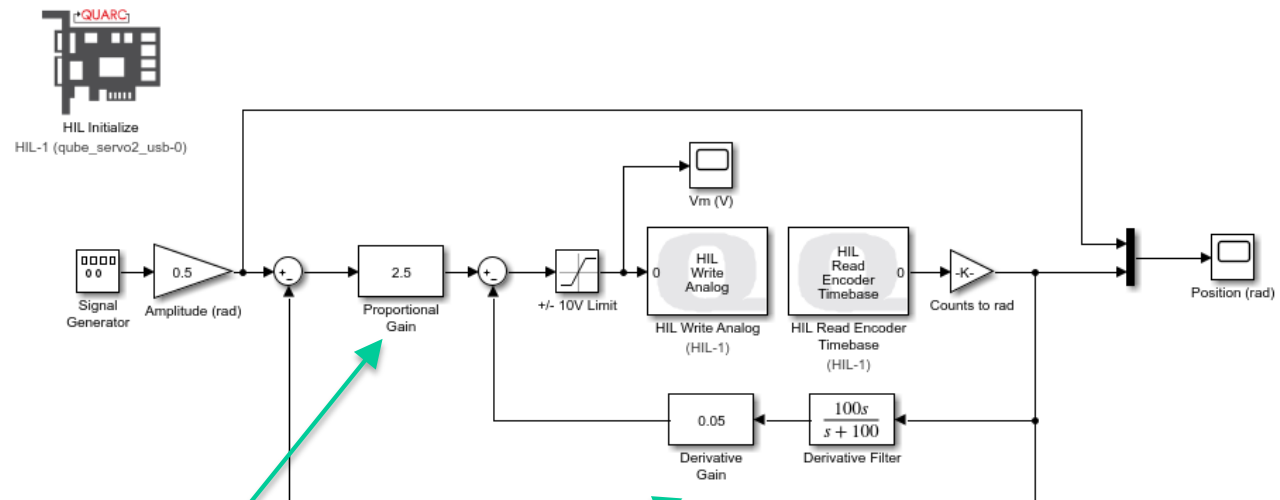 QUARC
HIL Initialize
HIL-1 (qube_servo2_usb-0)
Vm (V)
Signal
Generator
0.5
Amplitude (rad)
+
-
2.5
Proportional
Gain
+
-
+/- 10V Limit
0
HIL
Write
Analog
HIL Write Analog
(HIL-1)
HIL
Read
Encoder
Timebase
0
HIL Read Encoder
Timebase
(HIL-1)
-K-
Counts to rad
Position (rad)
0.05
Derivative
Gain
100s
s + 100
Derivative Filter